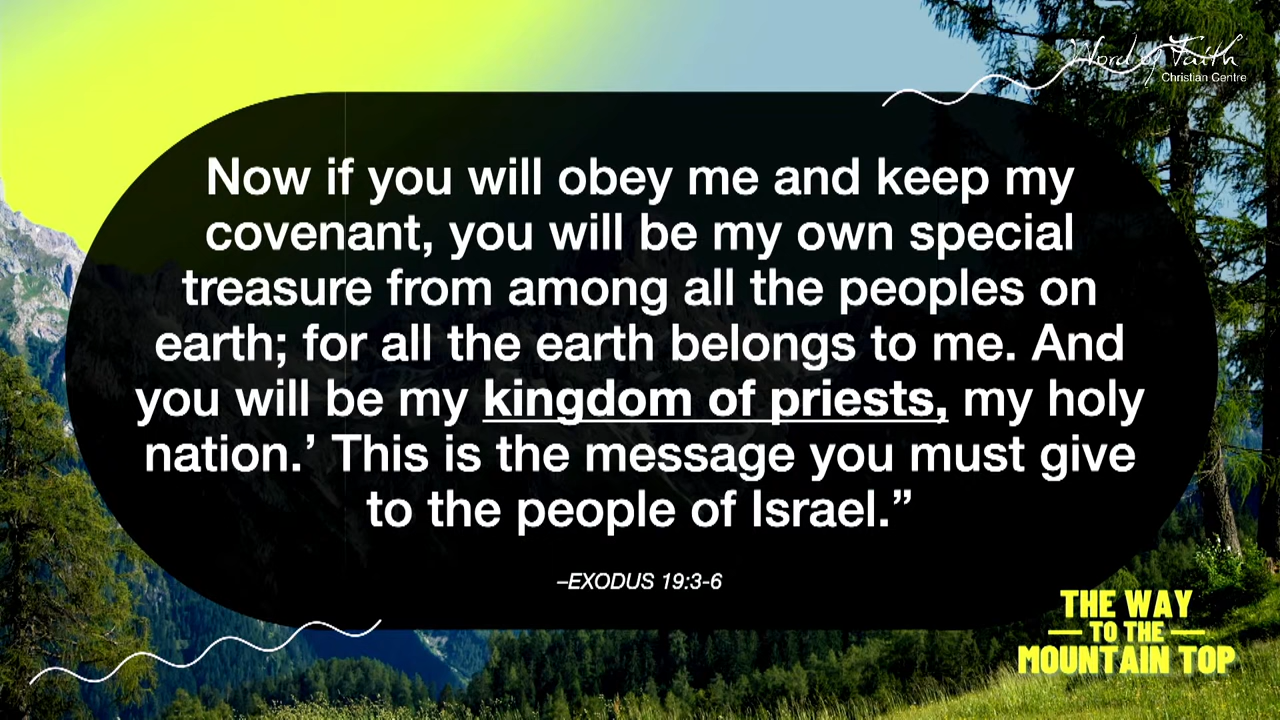 Word of Faith
Christian Centre
Now if you will obey me and keep my
covenant, you will be my own special
treasure from among all the peoples on
earth; for all the earth belongs to me. And
you will be my kingdom of priests, my holy
nation.’ This is the message you must give
to the people of Israel.”
–EXODUS 19:3-6
THE WAY
TO THE
MOUNTAIN TOP